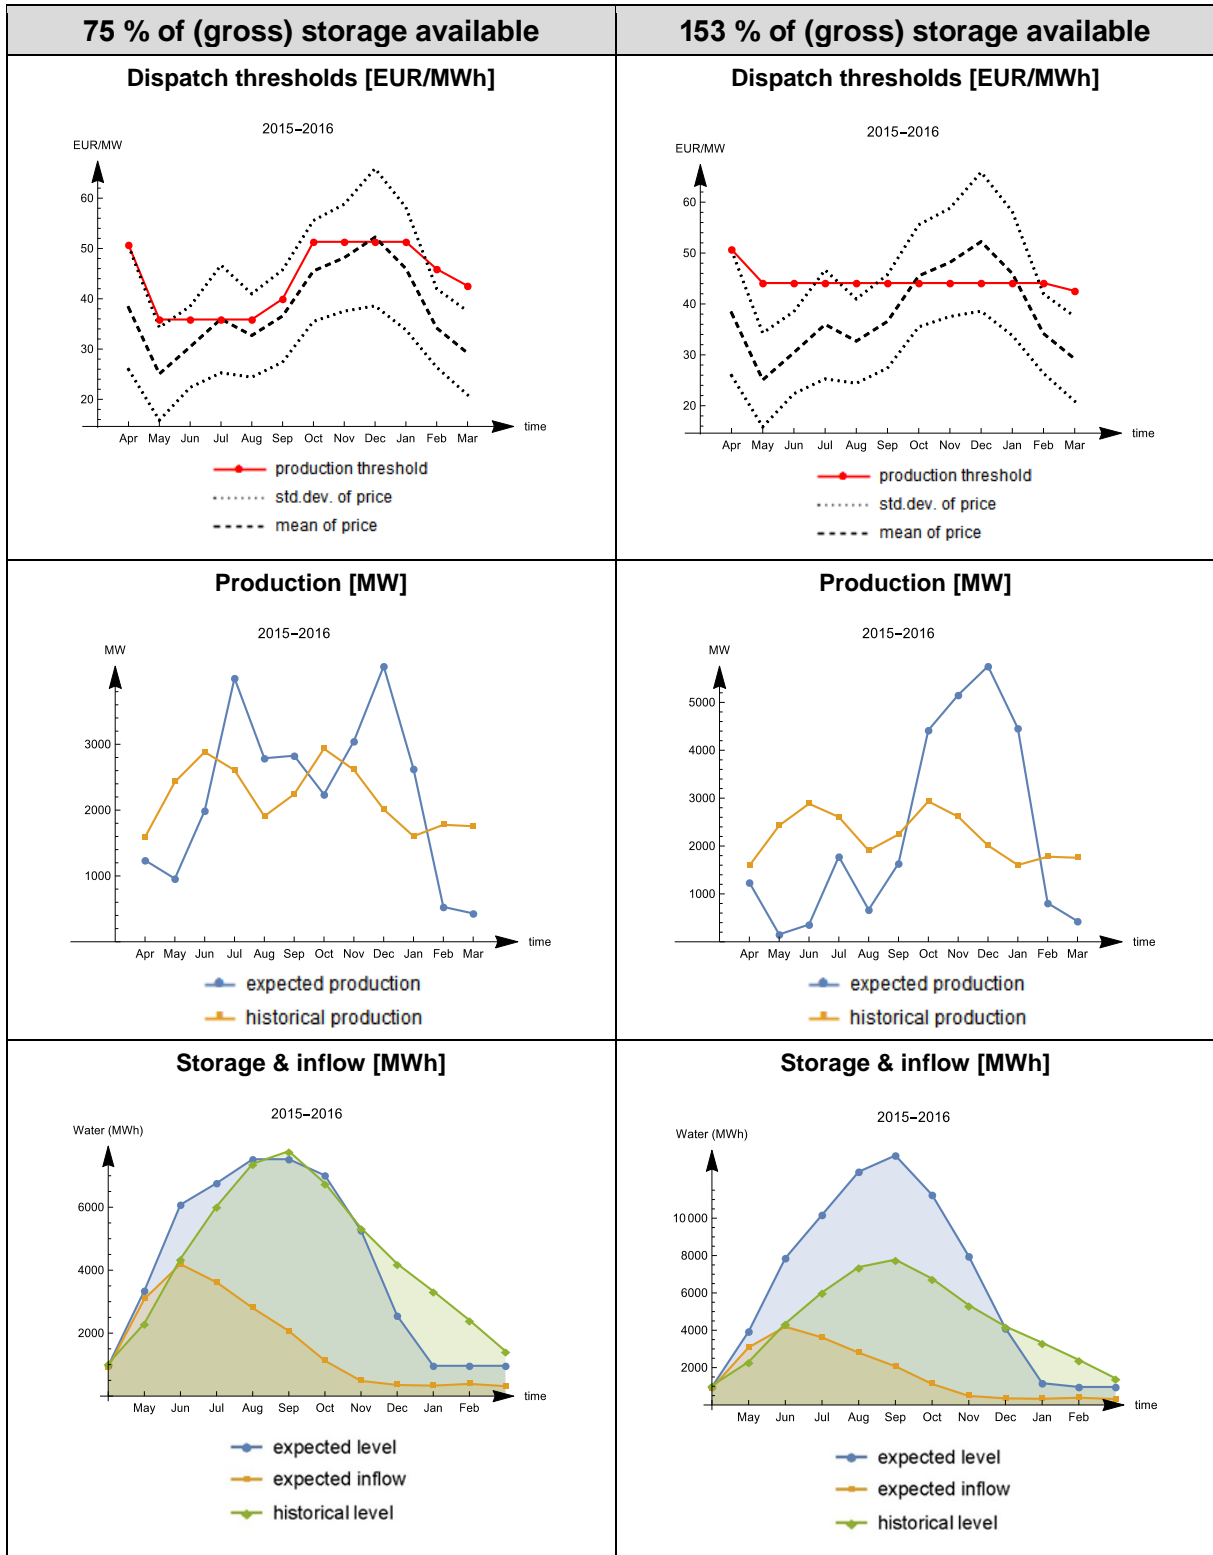 75 % of (gross) storage available
153 % of (gross) storage available
Dispatch thresholds [EUR/MWh]
2015–2016
EUR/MW
60
50
40
30
20
Apr May Jun Jul Aug Sep Oct Nov Dec Jan Feb Mar
time
production threshold
std.dev. of price
mean of price
Dispatch thresholds [EUR/MWh]
2015–2016
EUR/MW
60
50
40
30
20
Apr May Jun Jul Aug Sep Oct Nov Dec Jan Feb Mar
time
production threshold
std.dev. of price
mean of price
Production [MW]
2015–2016
MW
3000
2000
1000
Apr May Jun Jul Aug Sep Oct Nov Dec Jan Feb Mar
time
expected production
historical production
Production [MW]
2015–2016
MW
5000
4000
3000
2000
1000
Apr May Jun Jul Aug Sep Oct Nov Dec Jan Feb Mar
time
expected production
historical production
Storage & inflow [MWh]
2015–2016
Water (MWh)
6000
4000
2000
May Jun Jul Aug Sep Oct Nov Dec Jan Feb
time
expected level
expected inflow
historical level
Storage & inflow [MWh]
2015–2016
Water (MWh)
10 000
8000
6000
4000
2000
May Jun Jul Aug Sep Oct Nov Dec Jan Feb
time
expected level
expected inflow
historical level